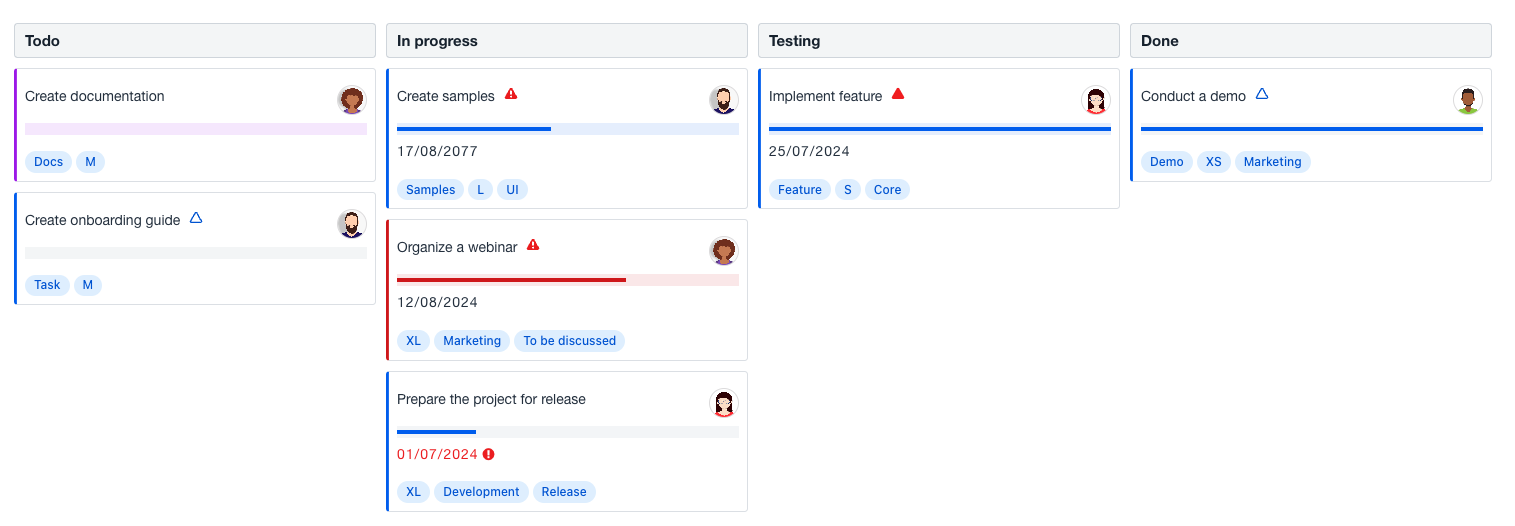 Todo
Create documentation
Docs M
Create onboarding guide
Task M
In progress
Create samples
17/08/2077
Samples L UI
Organize a webinar
12/08/2024
XL Marketing To be discussed
Prepare the project for release
01/07/2024
XL Development Release
Testing
Implement feature
25/07/2024
Feature S Core
Done
Conduct a demo
Demo XS Marketing